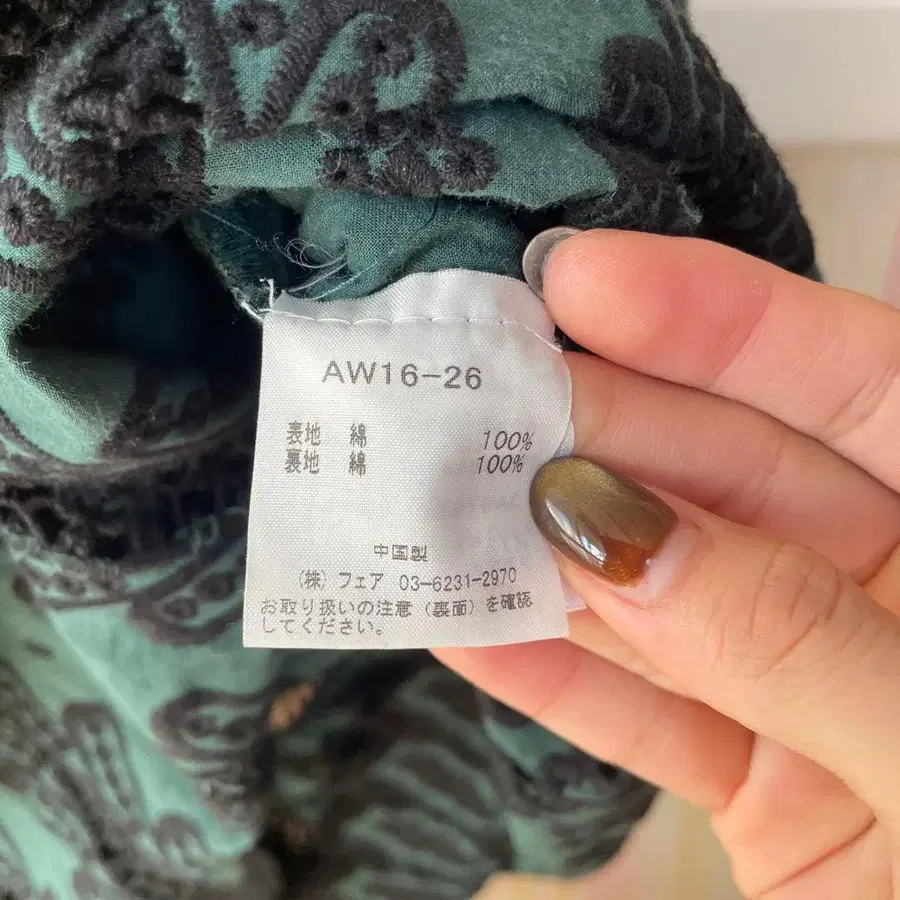 AW16-26
表地 綿 100%
裏地 綿 100%
中国製
(株)フェア 03-6231-2970
お取り扱いの注意(裏面)を確認
してください。